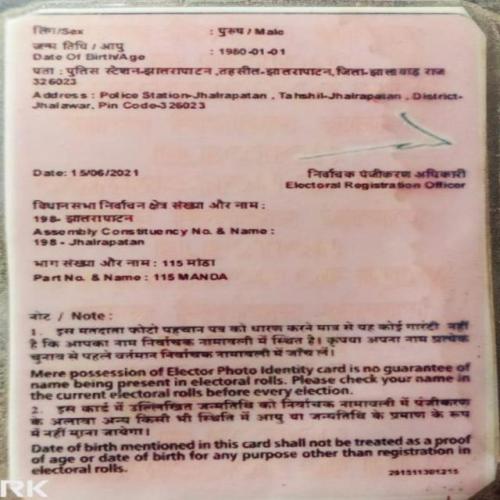 लिंग/Sex : पुरुष / Male
जन्म तिथि / आयु
Date Of Birth/Age : 1980-01-01
पता : पुलिस स्टेशन-झालरापाटन ,तहसील-झालरापाटन,जिला-झालावाड़ राज
326023
Address : Police Station-Jhalrapatan , Tahshil-Jhalrapatan , District-
Jhalawar, Pin Code-326023
Date: 15/06/2021 निर्वाचक पंजीकरण अधिकारी
Electoral Registration Officer
विधानसभा निर्वाचन क्षेत्र संख्या और नाम :
198- झालरापाटन
Assembly Constituency No. & Name :
198 - Jhalrapatan
भाग संख्या और नाम : 115 मांडा
Part No. & Name : 115 MANDA
नोट / Note :
1. इस मतदाता फोटो पहचान पत्र को धारण करने मात्र से यह कोई गारंटी नहीं
है कि आपका नाम निर्वाचक नामावली में स्थित है। कृपया अपना नाम प्रत्येक
चुनाव से पहले वर्तमान निर्वाचक नामावली में जाँच लें।
Mere possession of Elector Photo Identity card is no guarantee of
name being present in electoral rolls. Please check your name in
the current electoral rolls before every election.
2. इस कार्ड में उल्लिखित जन्मतिथि को निर्वाचक नामावली में पंजीकरण
के अलावा अन्य किसी भी स्थिति में आयु या जन्मतिथि के प्रमाण के रूप
में नहीं माना जायेगा।
Date of birth mentioned in this card shall not be treated as a proof
of age or date of birth for any purpose other than registration in
electoral rolls. 291511301215
RK